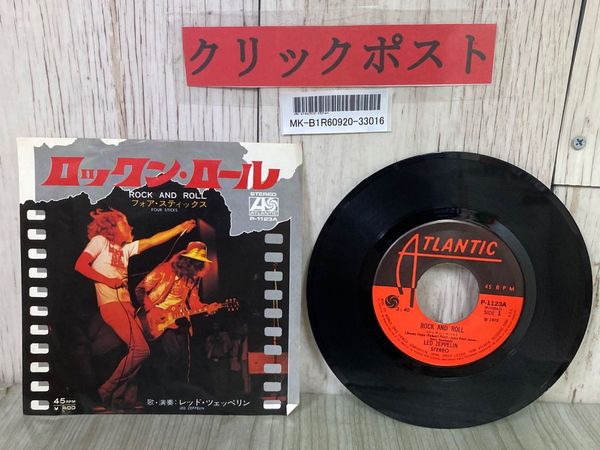 クリックポスト
MK-B1R60920-33016
ロックン・ロール
ROCK AND ROLL
フォア・スティックス
FOUR STICKS
STEREO
ATLANTIC
P-1123A
45RPM
歌・演奏：レッド・ツェッペリン
LED ZEPPELIN
ATLANTIC
45 RPM
3:40
P-1123A
SIDE 1
ROCK AND ROLL
LED ZEPPELIN
STEREO